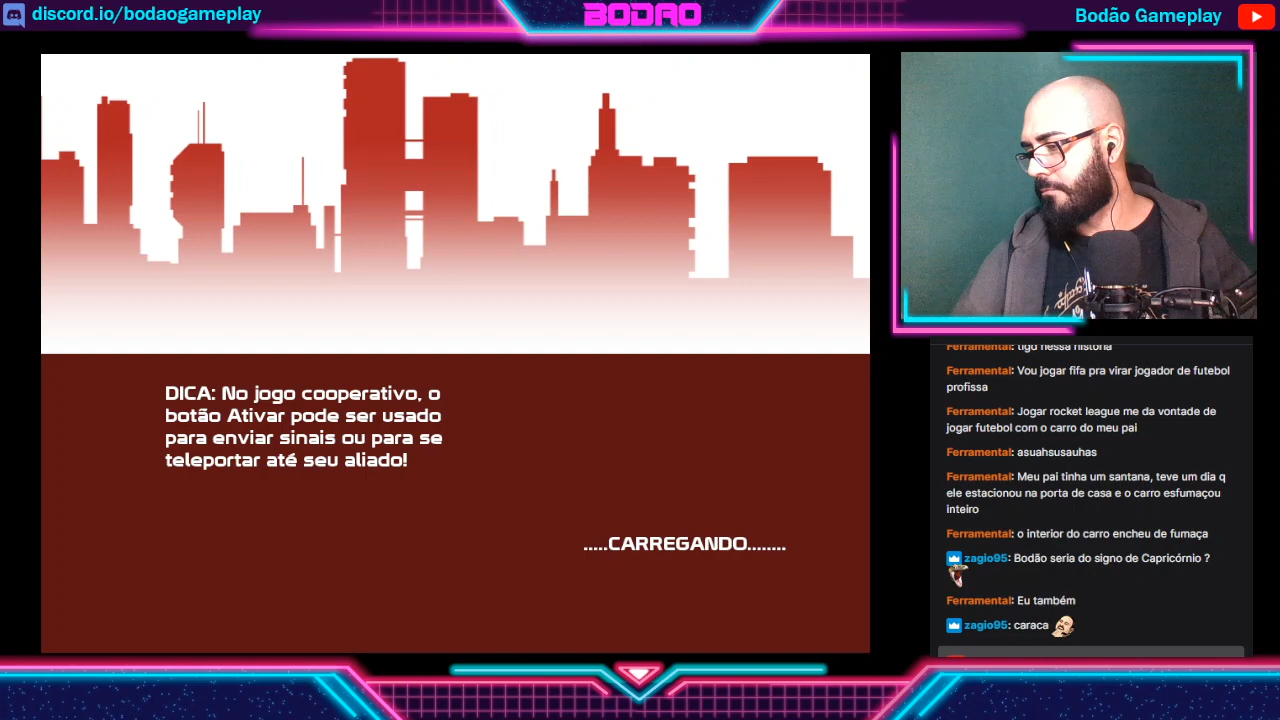 discord.io/bodaogameplay
BODAO
Bodão Gameplay
DICA: No jogo cooperativo, o
botão Ativar pode ser usado
para enviar sinais ou para se
teleportar até seu aliado!
.....CARREGANDO........
Ferramental: tigo nessa história
Ferramental: Vou jogar fifa pra virar jogador de futebol
profissa
Ferramental: Jogar rocket league me da vontade de
jogar futebol com o carro do meu pai
Ferramental: asuahsusauhas
Ferramental: Meu pai tinha um santana, teve um dia q
ele estacionou na porta de casa e o carro esfumaçou
inteiro
Ferramental: o interior do carro encheu de fumaça
zagio95: Bodão seria do signo de Capricórnio ?
Ferramental: Eu também
zagio95: caraca